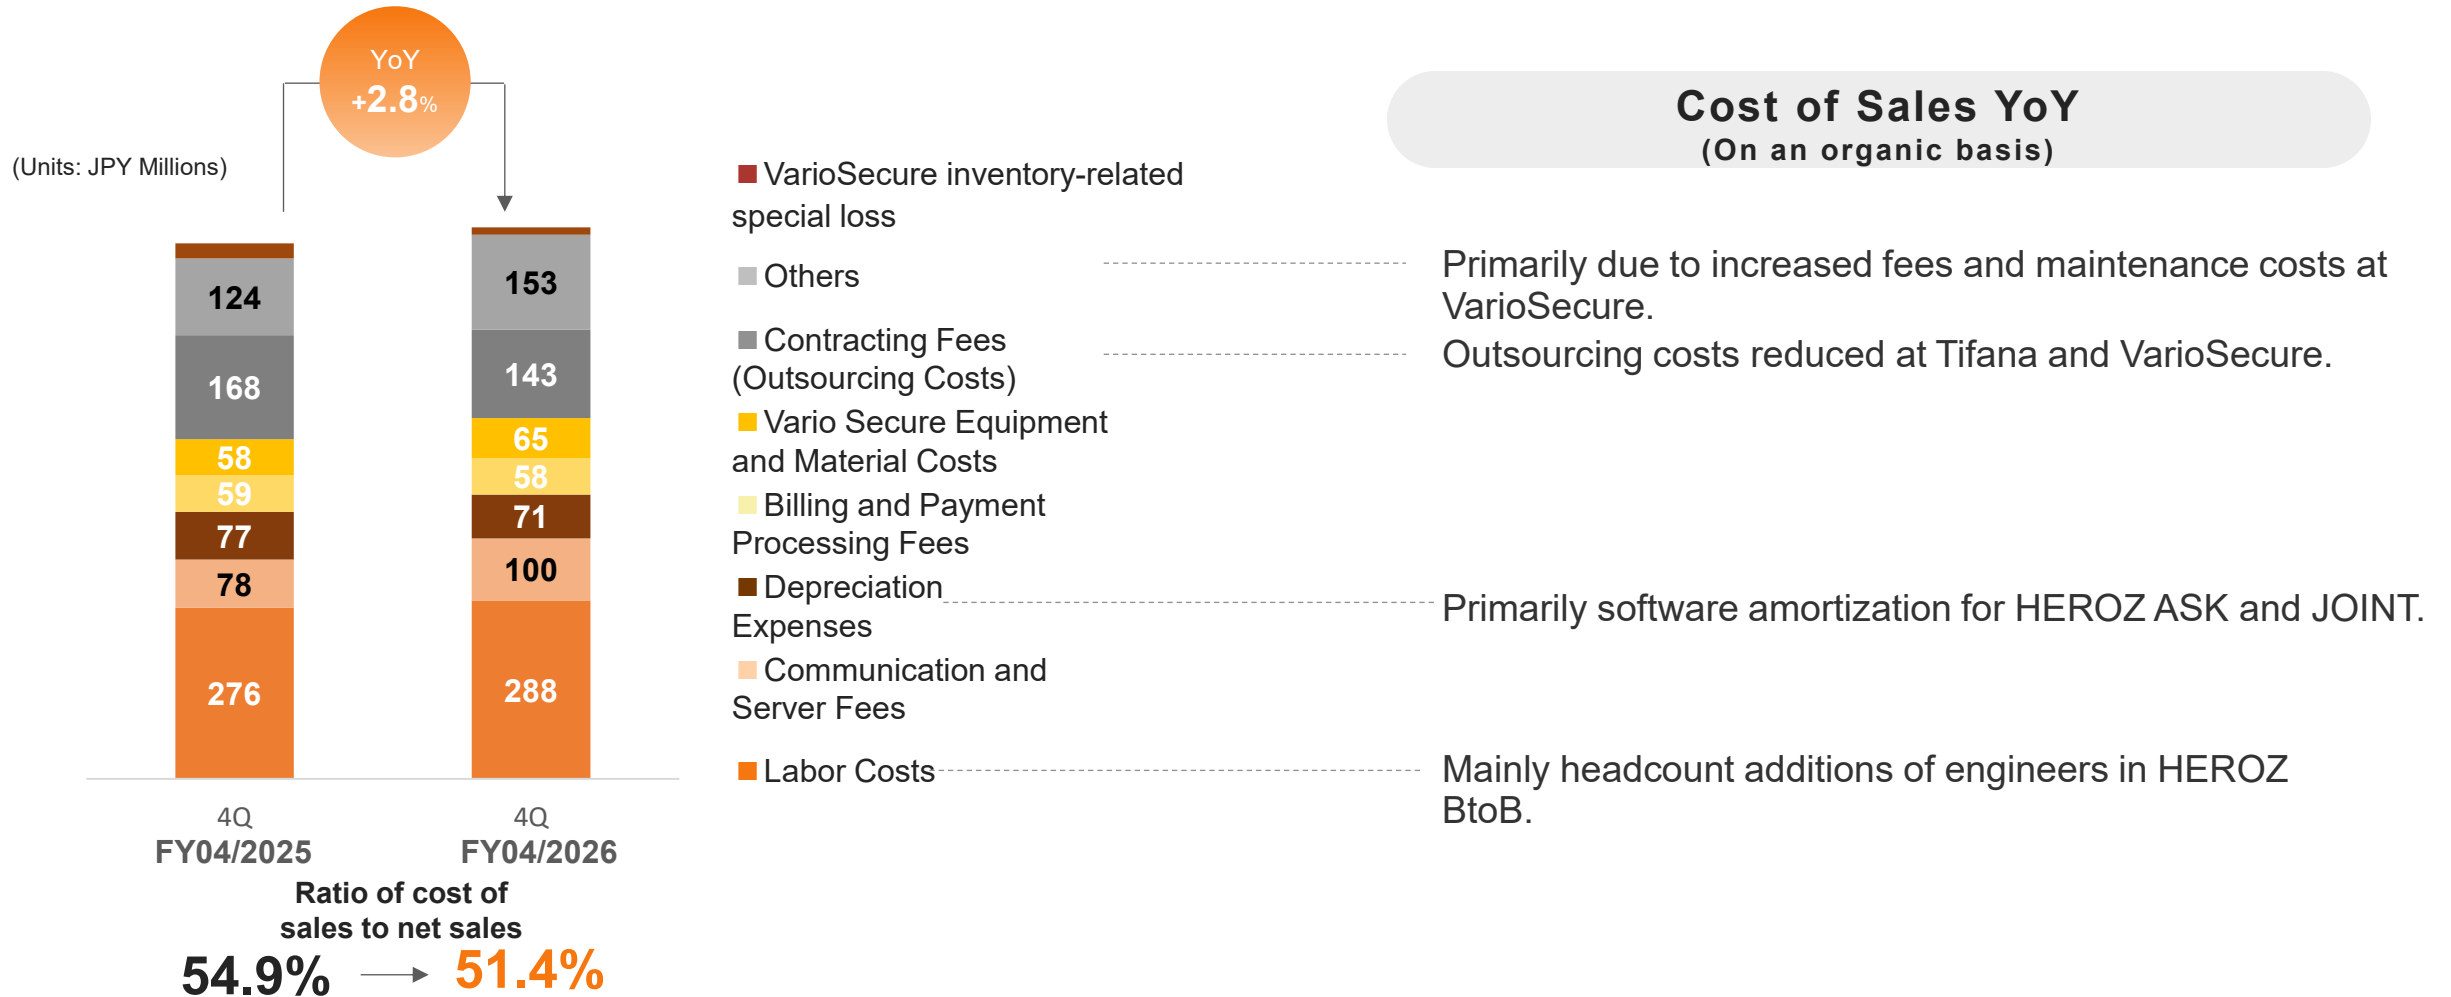 YoY
+2.8%
(Units: JPY Millions)
124
168
58
59
77
78
276
153
143
65
58
71
100
288
4Q
FY04/2025
4Q
FY04/2026
Ratio of cost of
sales to net sales
54.9%
51.4%
VarioSecure inventory-related
special loss
Others
Contracting Fees
(Outsourcing Costs)
Vario Secure Equipment
and Material Costs
Billing and Payment
Processing Fees
Depreciation
Expenses
Communication and
Server Fees
Labor Costs
Cost of Sales YoY
(On an organic basis)
Primarily due to increased fees and maintenance costs at
VarioSecure.
Outsourcing costs reduced at Tifana and VarioSecure.
Primarily software amortization for HEROZ ASK and JOINT.
Mainly headcount additions of engineers in HEROZ
BtoB.